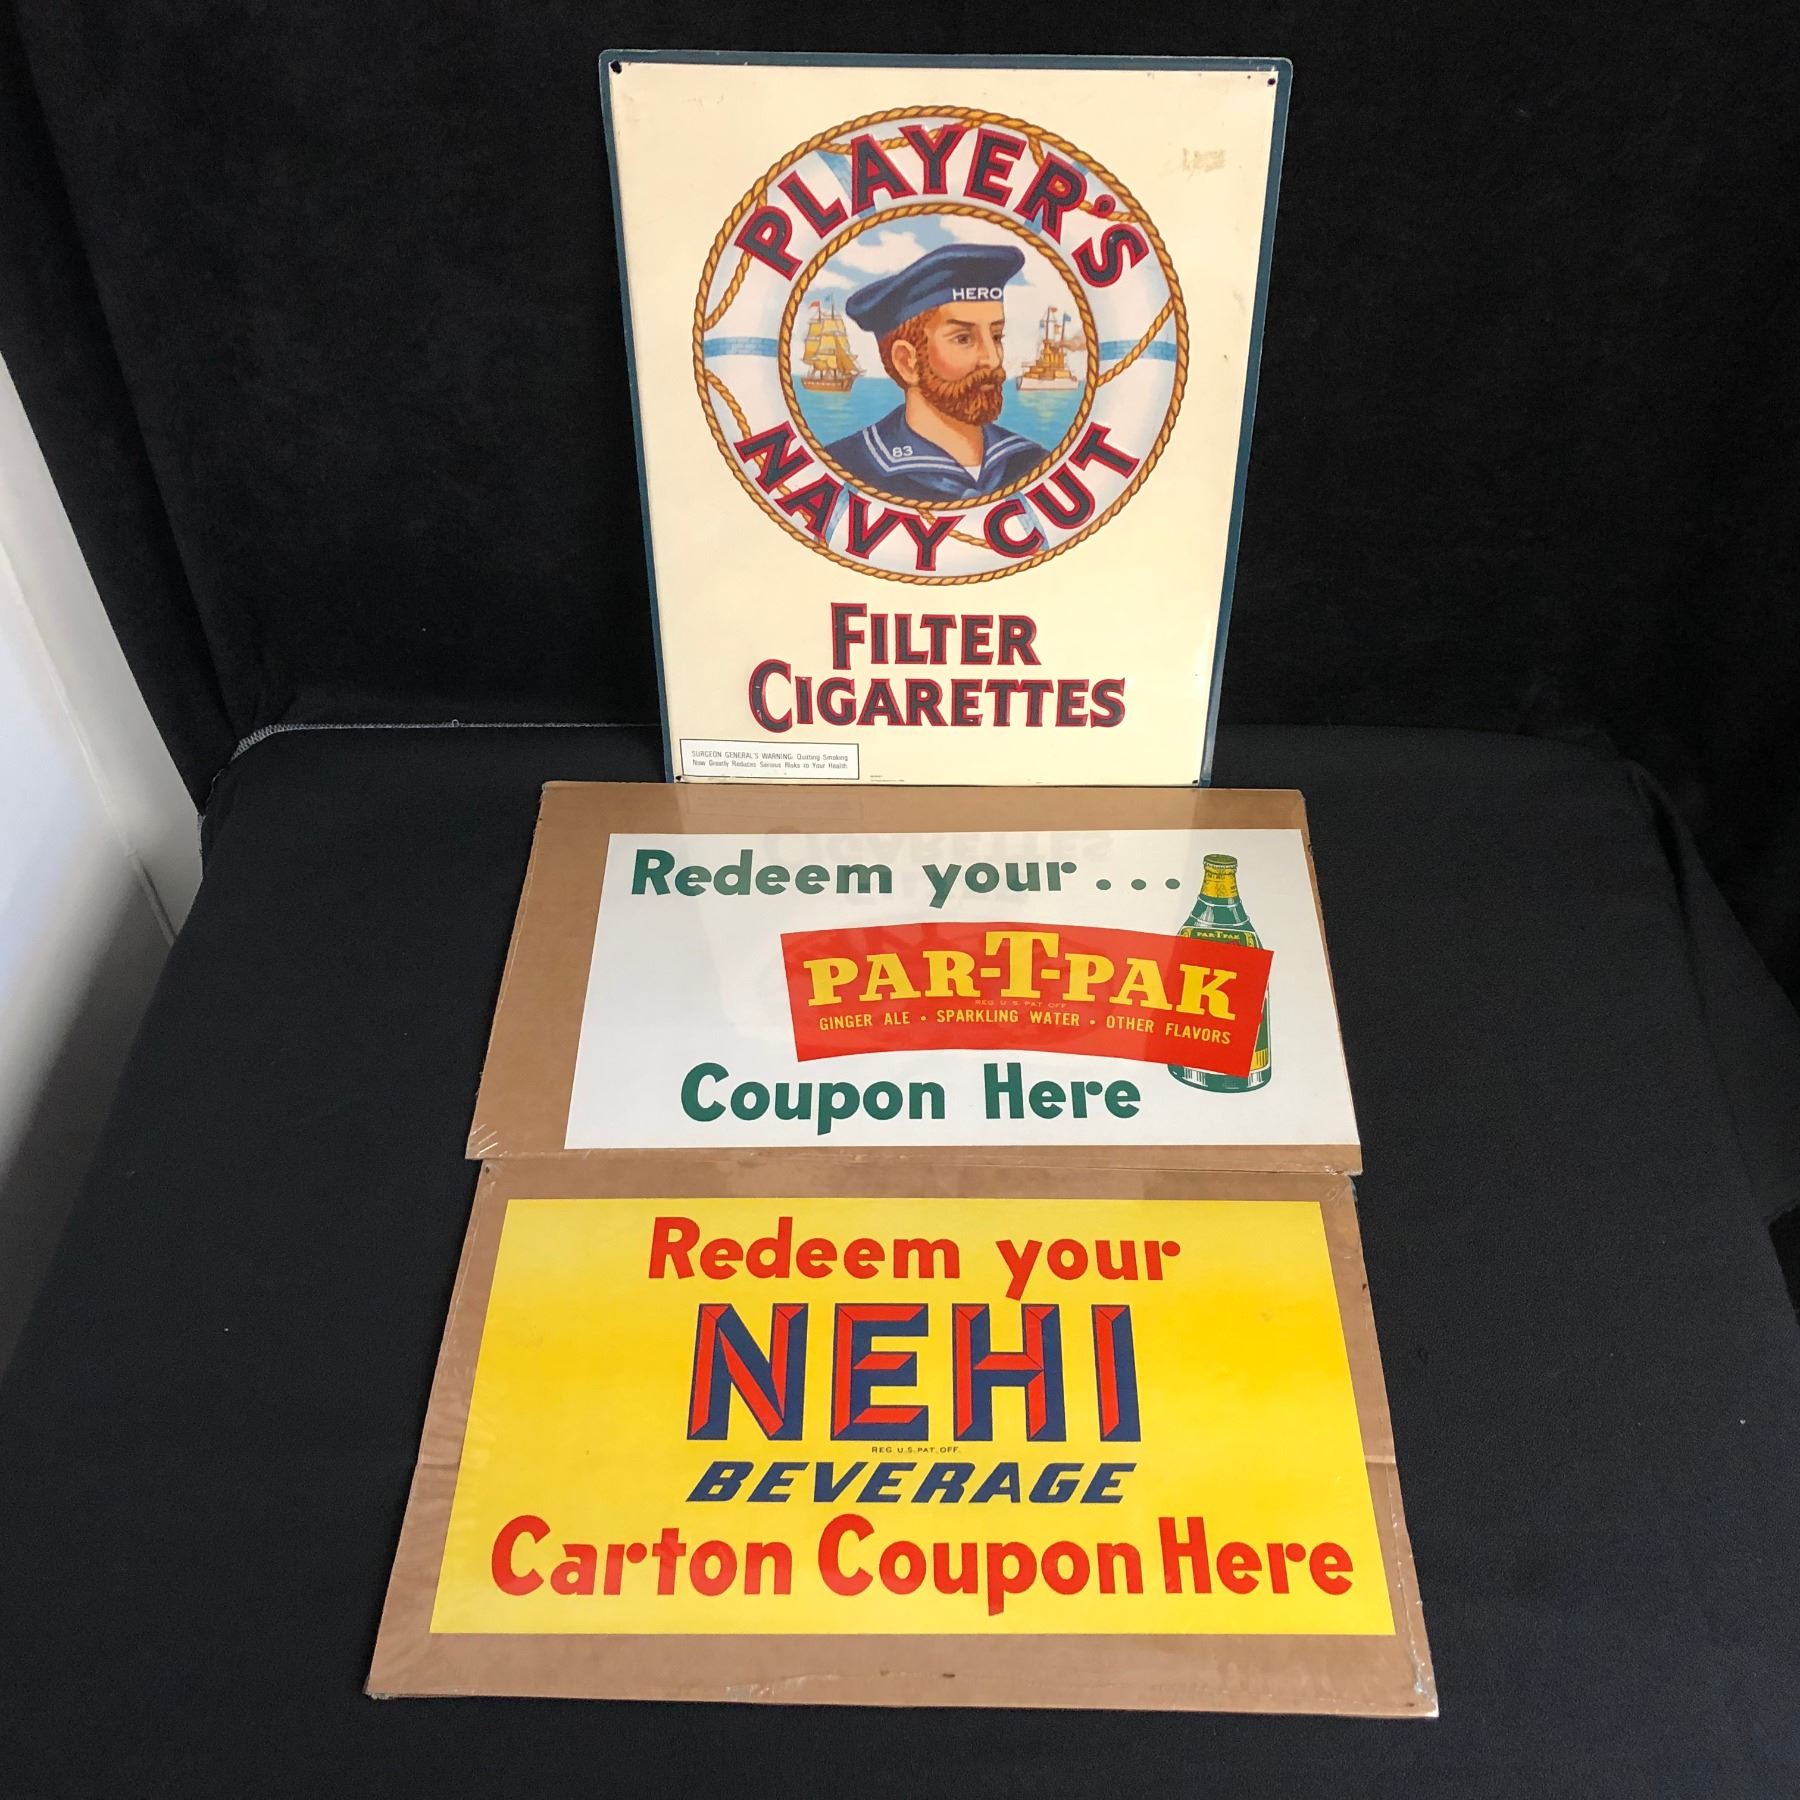 PLAYER'S
HERO
83
NAVY CUT
FILTER
CIGARETTES
SURGEON GENERAL'S WARNING: Quitting Smoking
Now Greatly Reduces Serious Risks to Your Health.
Redeem your...
PAR-T-PAK
PAR-T-PAK
REG. U.S. PAT. OFF.
GINGER ALE • SPARKLING WATER • OTHER FLAVORS
Coupon Here
Redeem your
NEHI
REG. U.S. PAT. OFF.
BEVERAGE
Carton Coupon Here